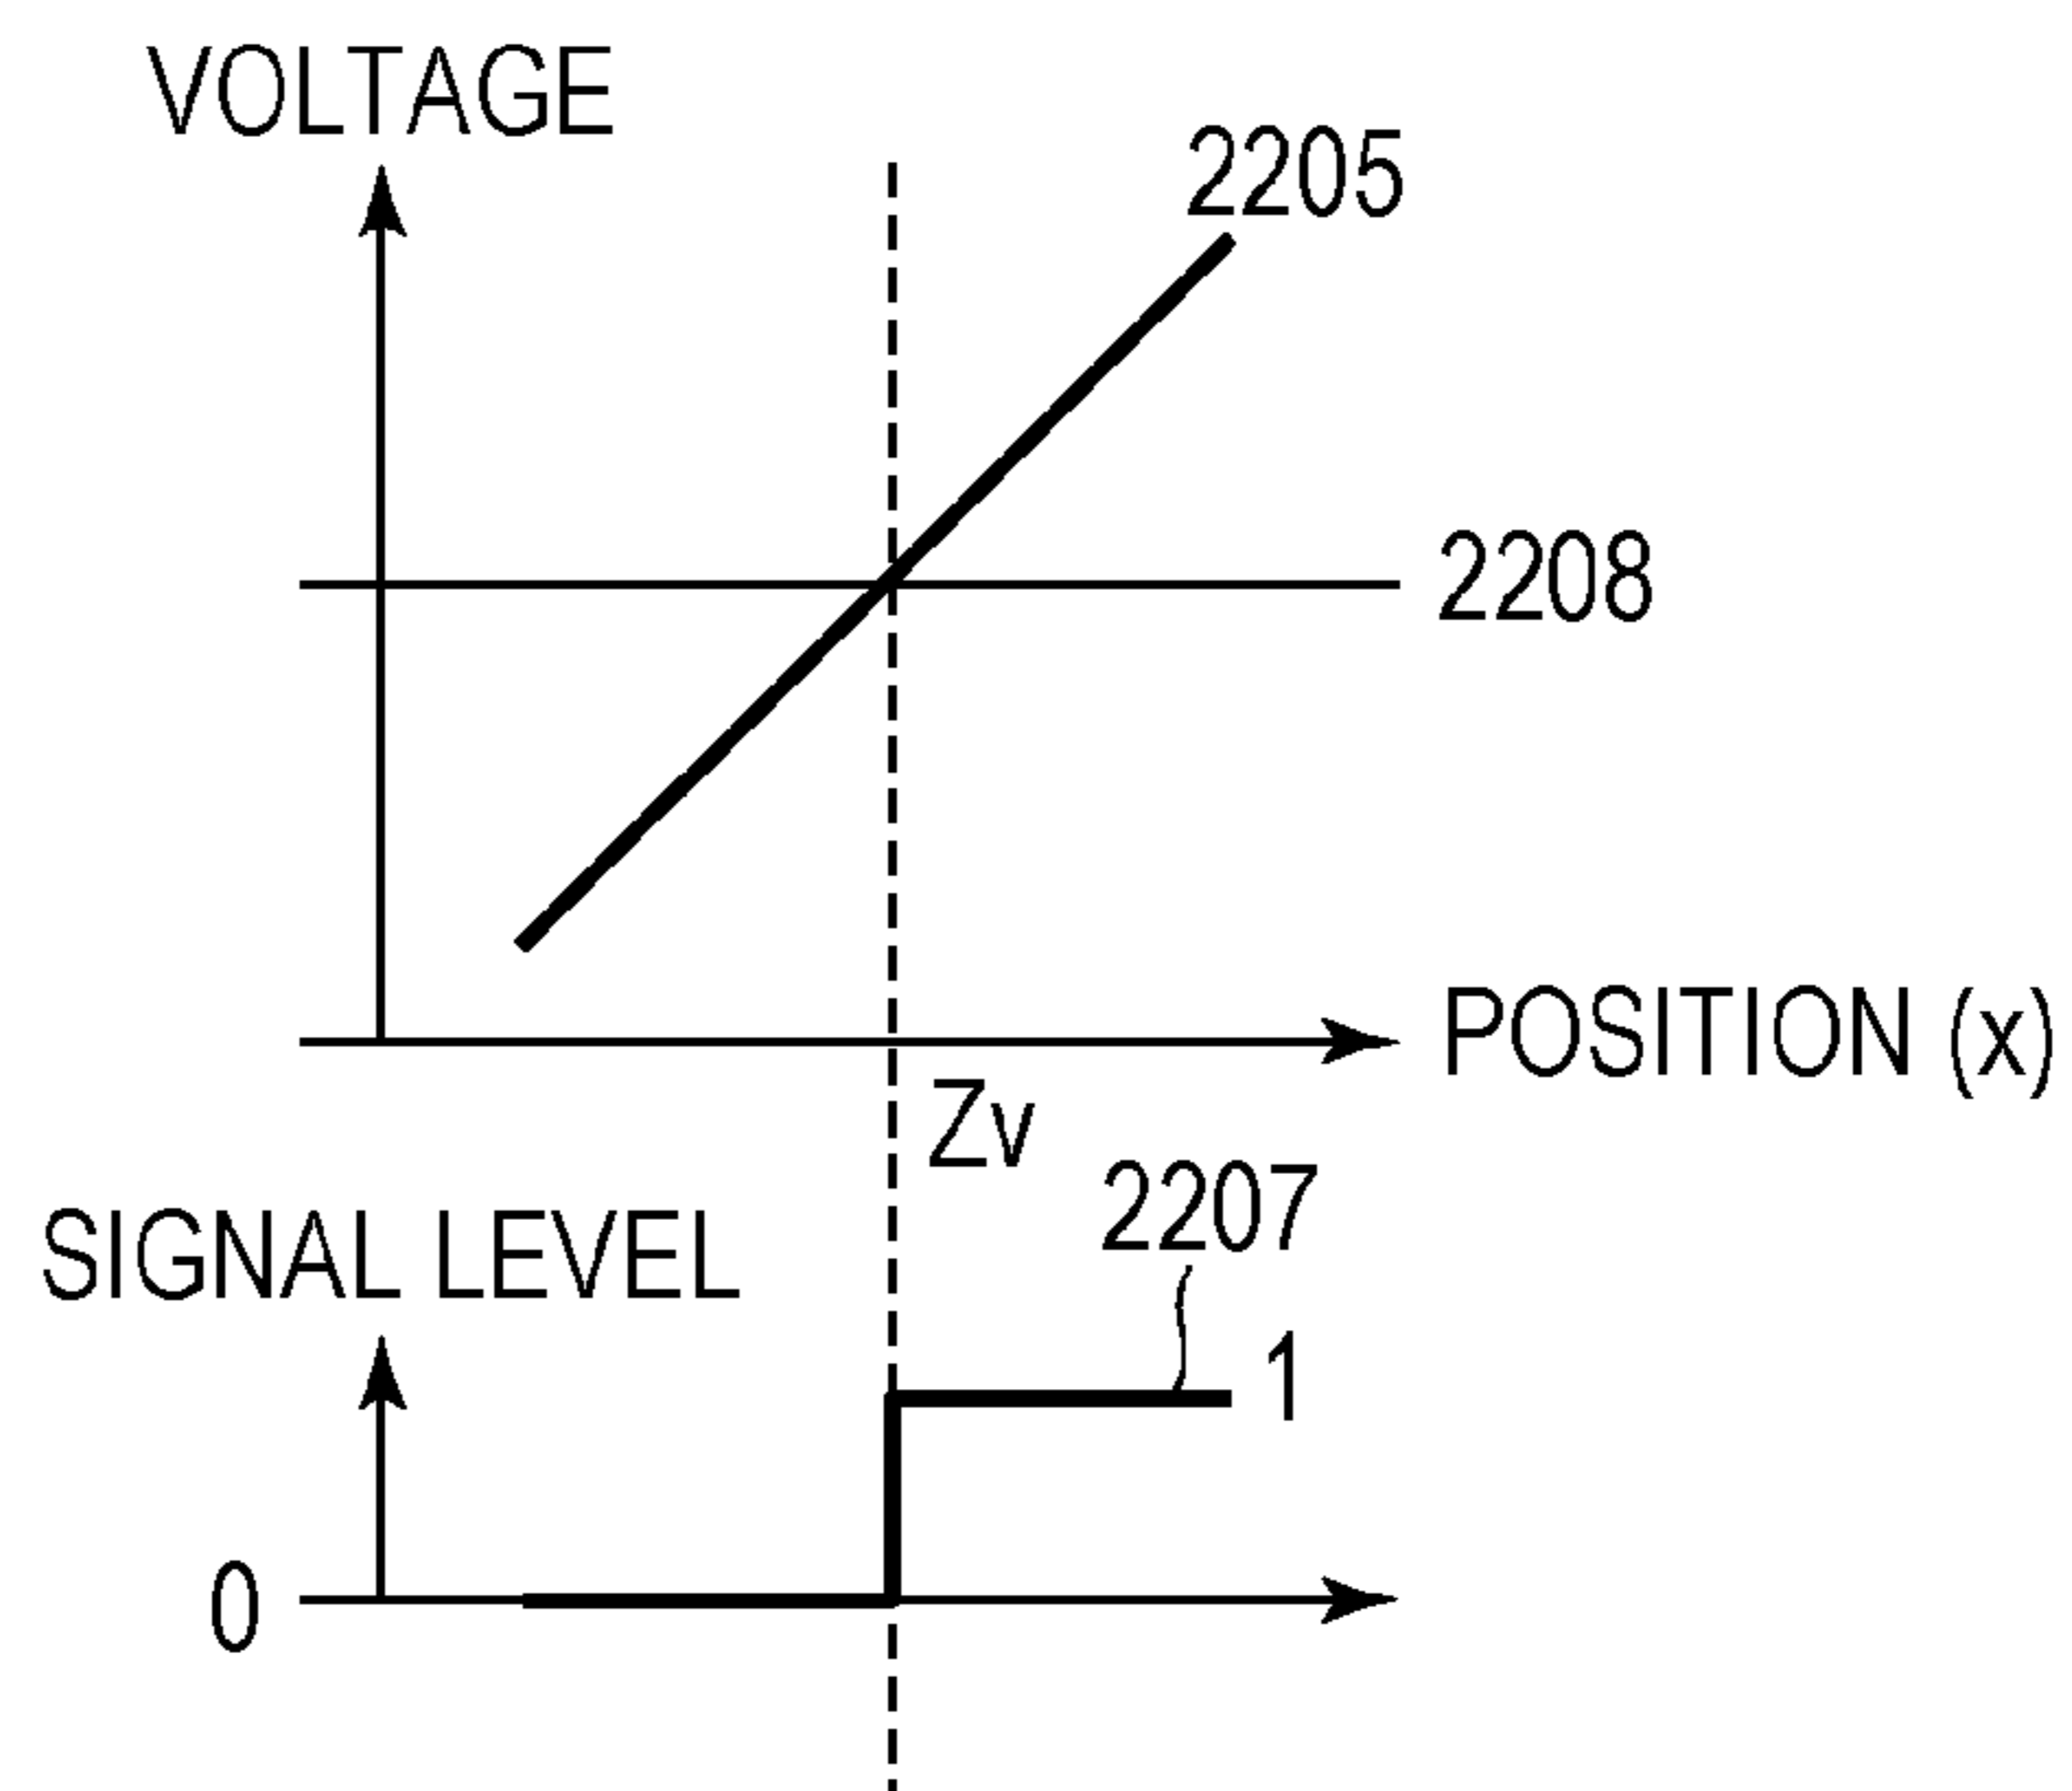 VOLTAGE
2205
2208
POSITION (x)
Zv
2207
SIGNAL LEVEL
1
0